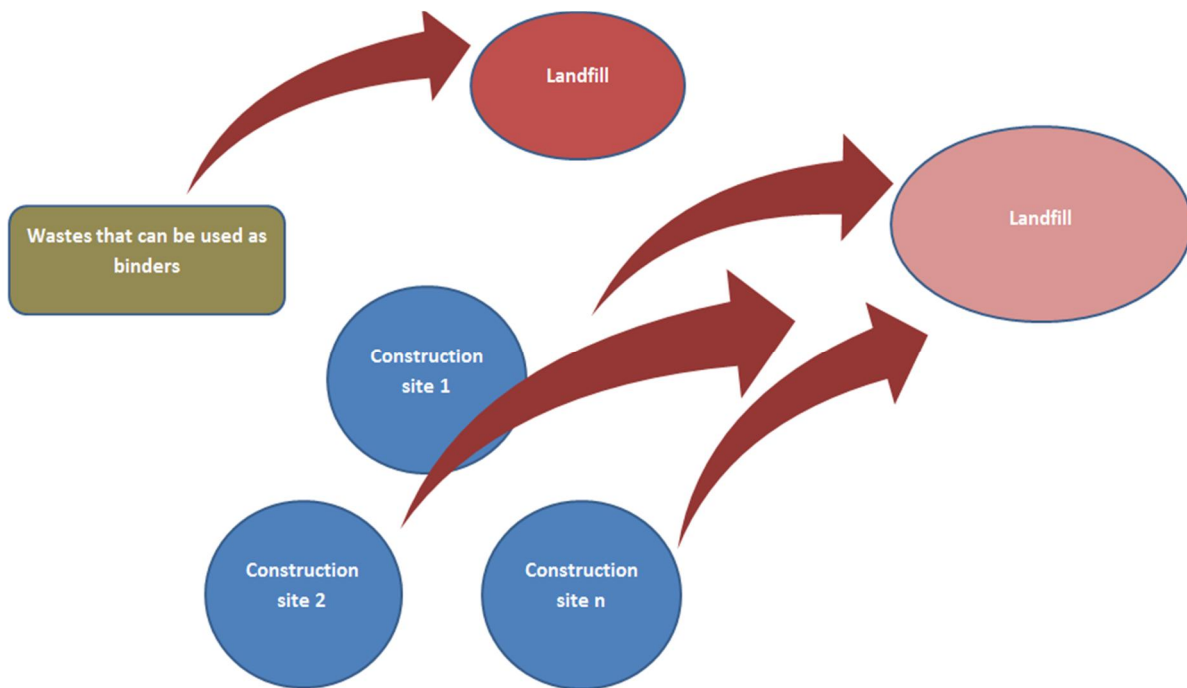 Landfill
Landfill
Wastes that can be used as
binders
Construction
site 1
Construction
site 2
Construction
site n